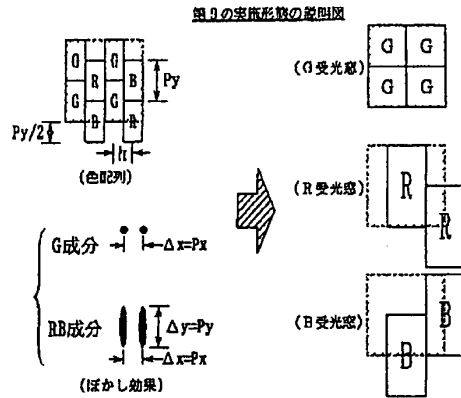 第9の実施形態の説明図
G G
R B
G G
B R
Py
Py/2
Px
(色配列)
G成分
Δx=Px
RB成分
Δy=Py
Δx=Px
(ぼかし効果)
(G受光窓)
G G
G G
(R受光窓)
R
R
(B受光窓)
B
B